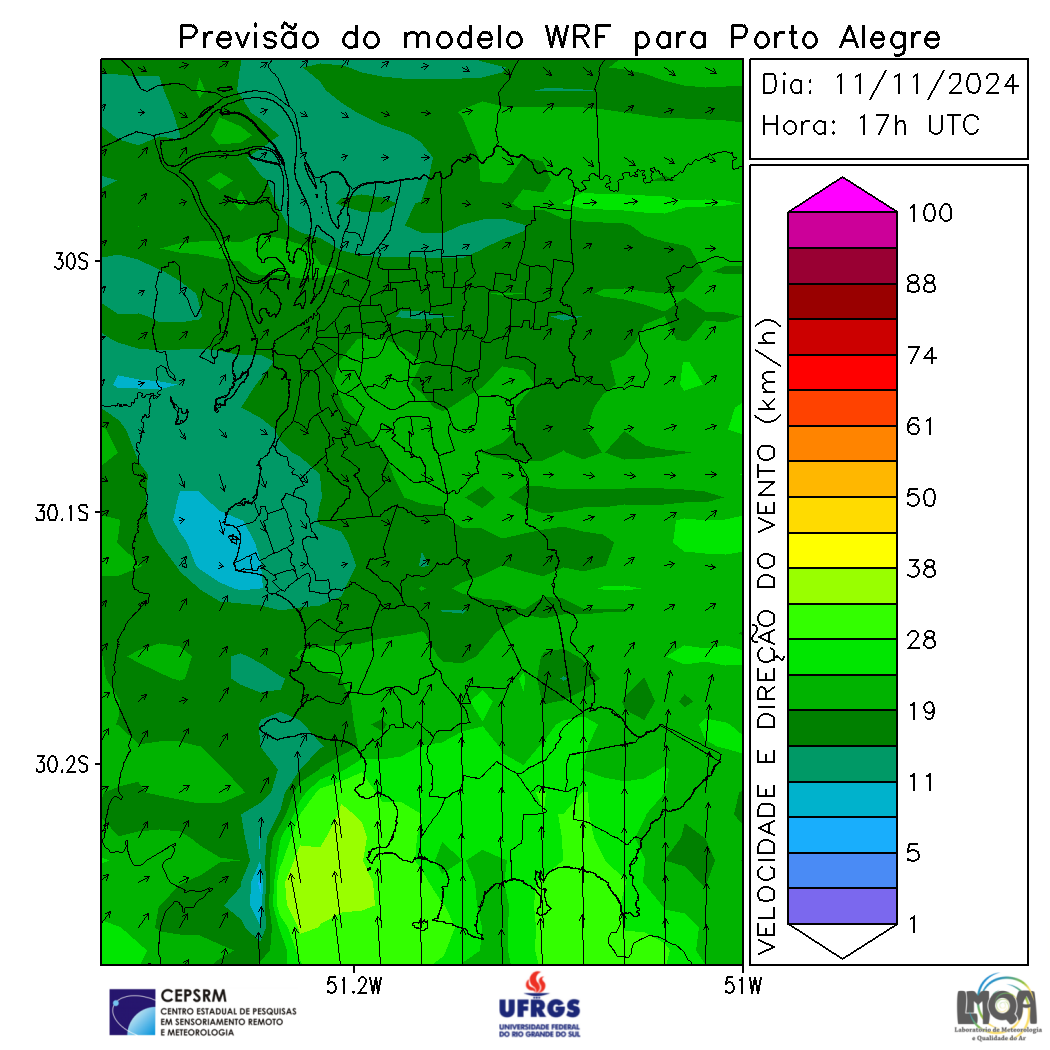 Previsão do modelo WRF para Porto Alegre
Dia: 11/11/2024
Hora: 17h UTC
30S
30.1S
30.2S
51.2W
51W
VELOCIDADE E DIREÇÃO DO VENTO (km/h)
100
88
74
61
50
38
28
19
11
5
1
CEPSRM
CENTRO ESTADUAL DE PESQUISAS
EM SENSORIAMENTO REMOTO
E METEOROLOGIA
UFRGS
UNIVERSIDADE FEDERAL
DO RIO GRANDE DO SUL
LMQA
Laboratório de Meteorologia
e Qualidade do Ar